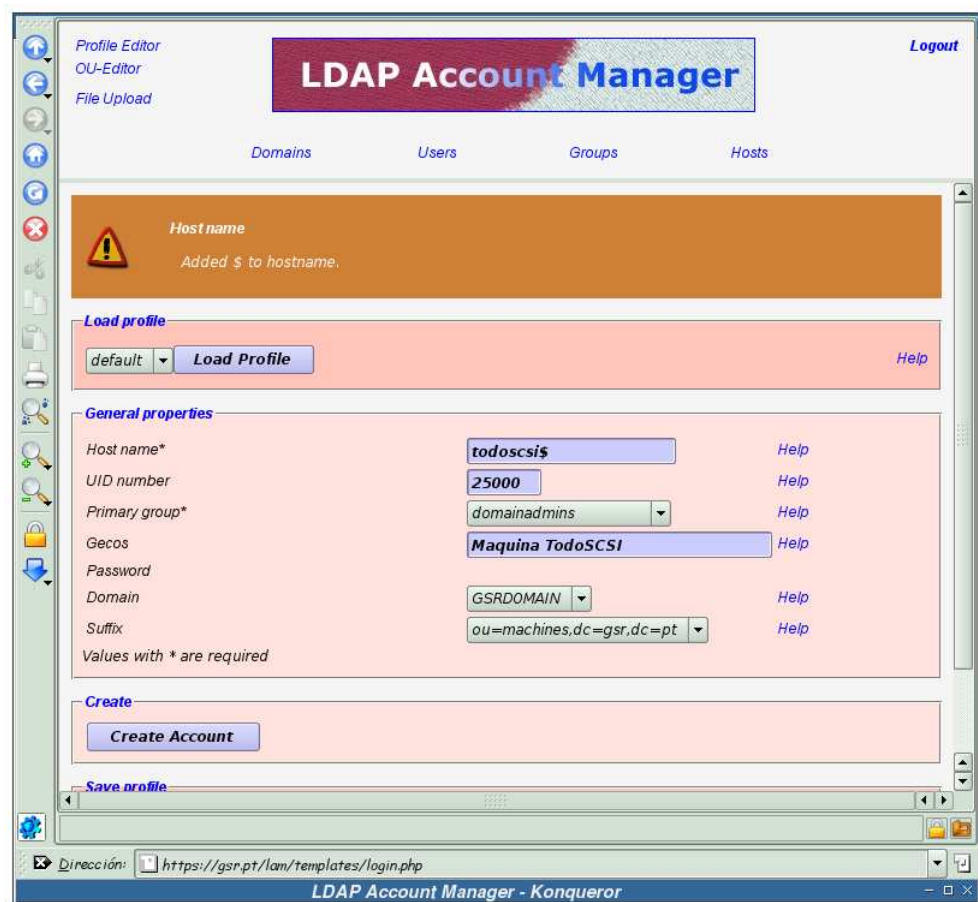 Profile Editor
OU-Editor
File Upload
LDAP Account Manager
Logout
Domains Users Groups Hosts
Host name
Added $ to hostname.
Load profile
default Load Profile Help
General properties
Host name* todoscsi$ Help
UID number 25000 Help
Primary group* domainadmins Help
Gecos Maquina TodoSCSI Help
Password
Domain GSRDOMAIN Help
Suffix ou=machines,dc=gsr,dc=pt Help
Values with * are required
Create
Create Account
Save profile
Dirección: https://gsr.pt/lam/templates/login.php
LDAP Account Manager - Konqueror